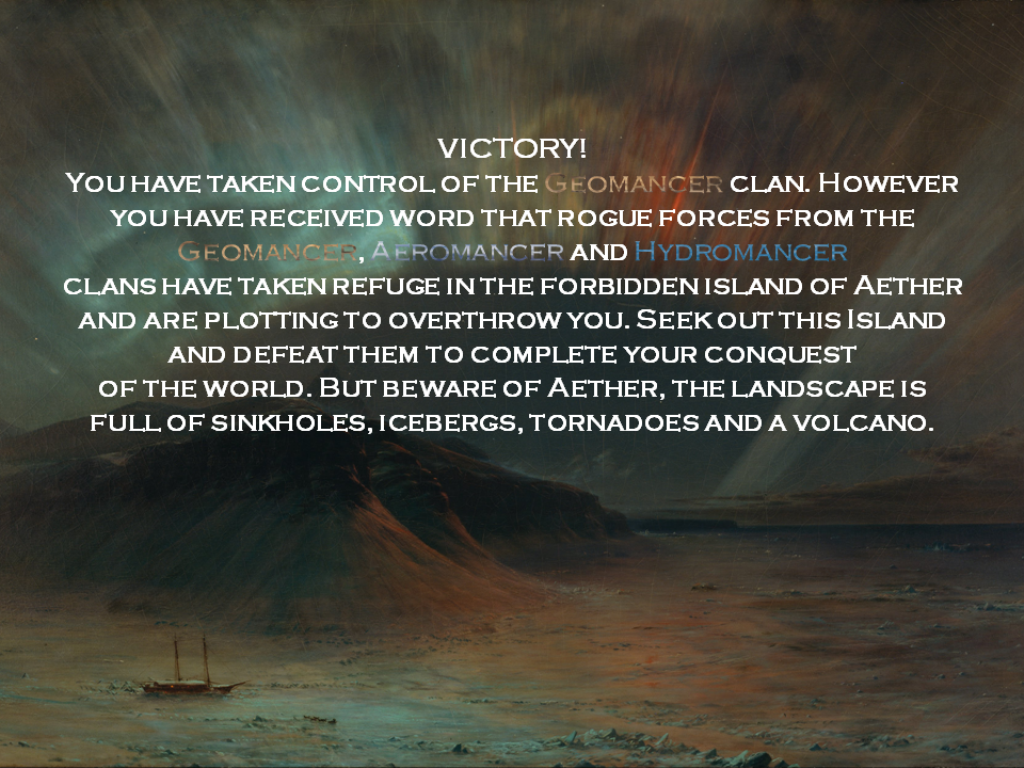 VICTORY!
You have taken control of the Geomancer clan. However
you have received word that rogue forces from the
Geomancer, Aeromancer and Hydromancer
clans have taken refuge in the forbidden island of Aether
and are plotting to overthrow you. Seek out this Island
and defeat them to complete your conquest
of the world. But beware of Aether, the landscape is
full of sinkholes, icebergs, tornadoes and a volcano.